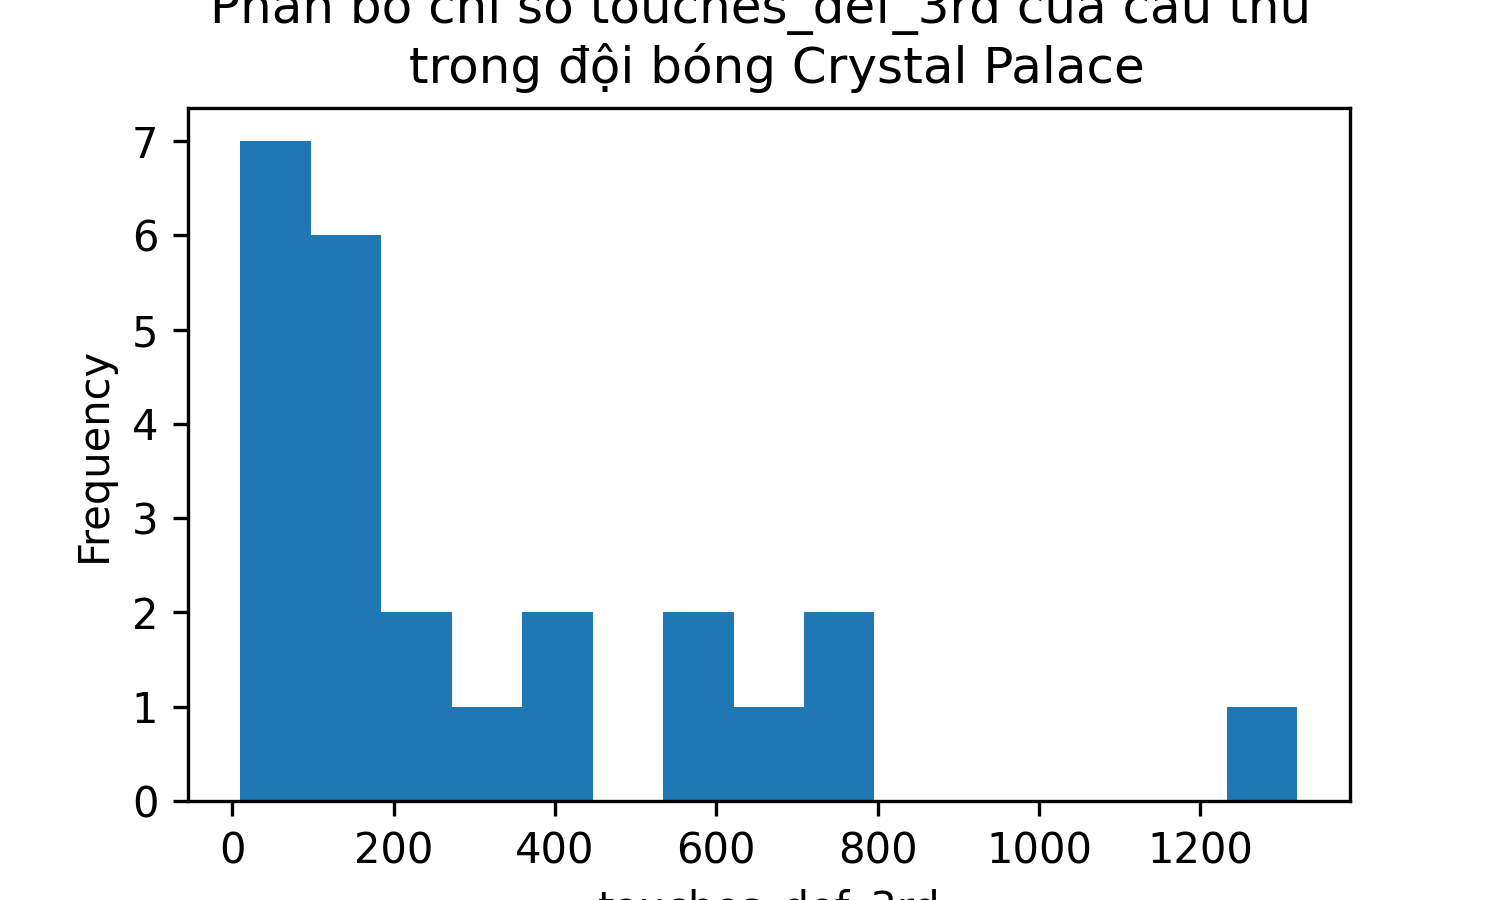 Phân bố chỉ số touches_def_3rd của cầu thủ
trong đội bóng Crystal Palace
7
6
5
4
3
2
1
0
Frequency
0 200 400 600 800 1000 1200
touches_def_3rd